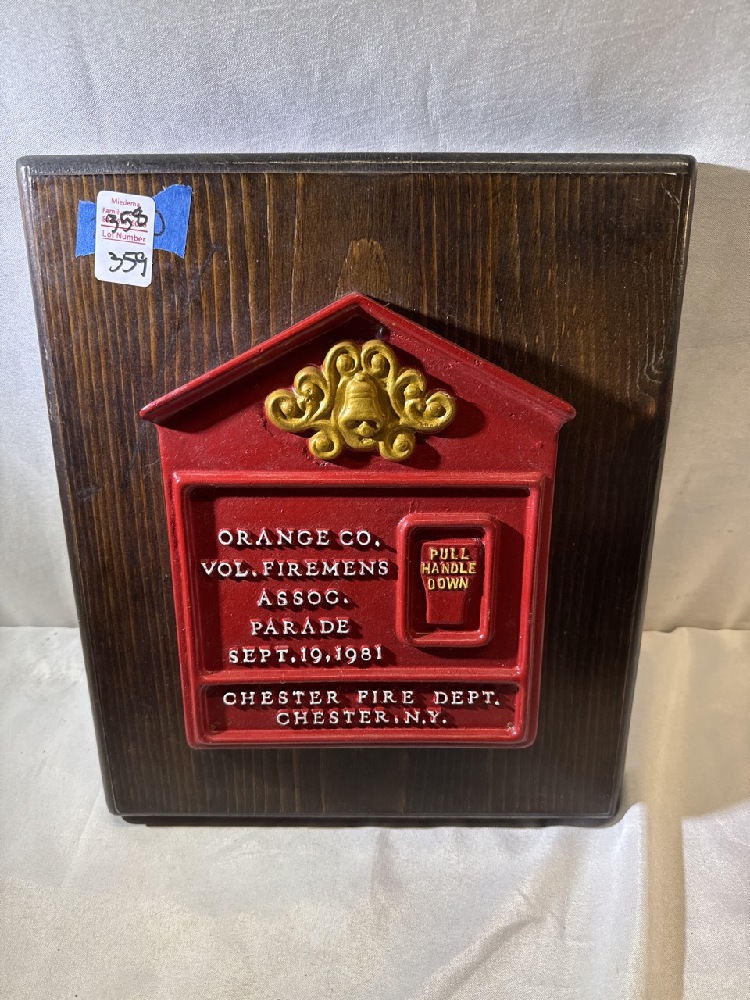 Miedema
Lot Number
359
ORANGE CO.
VOL. FIREMENS
ASSOC.
PARADE
SEPT. 19, 1981
PULL
HANDLE
DOWN
CHESTER FIRE DEPT.
CHESTER, N.Y.